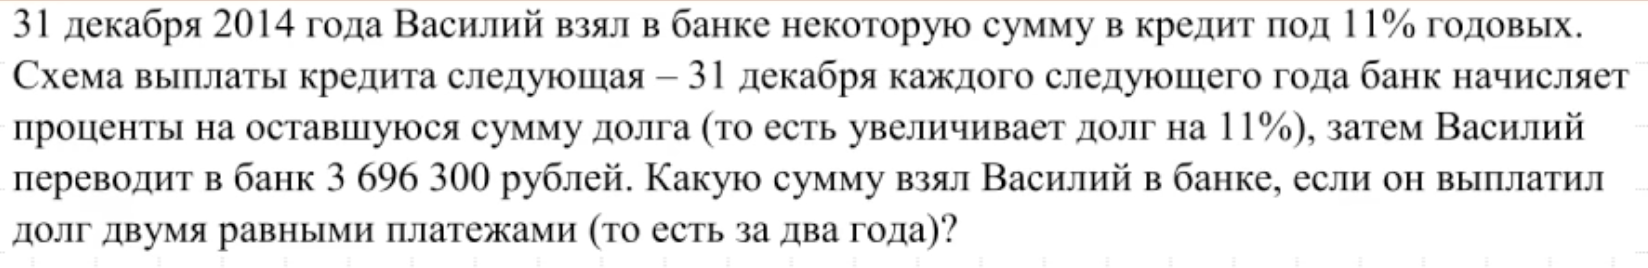 31 декабря 2014 года Василий взял в банке некоторую сумму в кредит под 11% годовых.
Схема выплаты кредита следующая – 31 декабря каждого следующего года банк начисляет
проценты на оставшуюся сумму долга (то есть увеличивает долг на 11%), затем Василий
переводит в банк 3 696 300 рублей. Какую сумму взял Василий в банке, если он выплатил
долг двумя равными платежами (то есть за два года)?